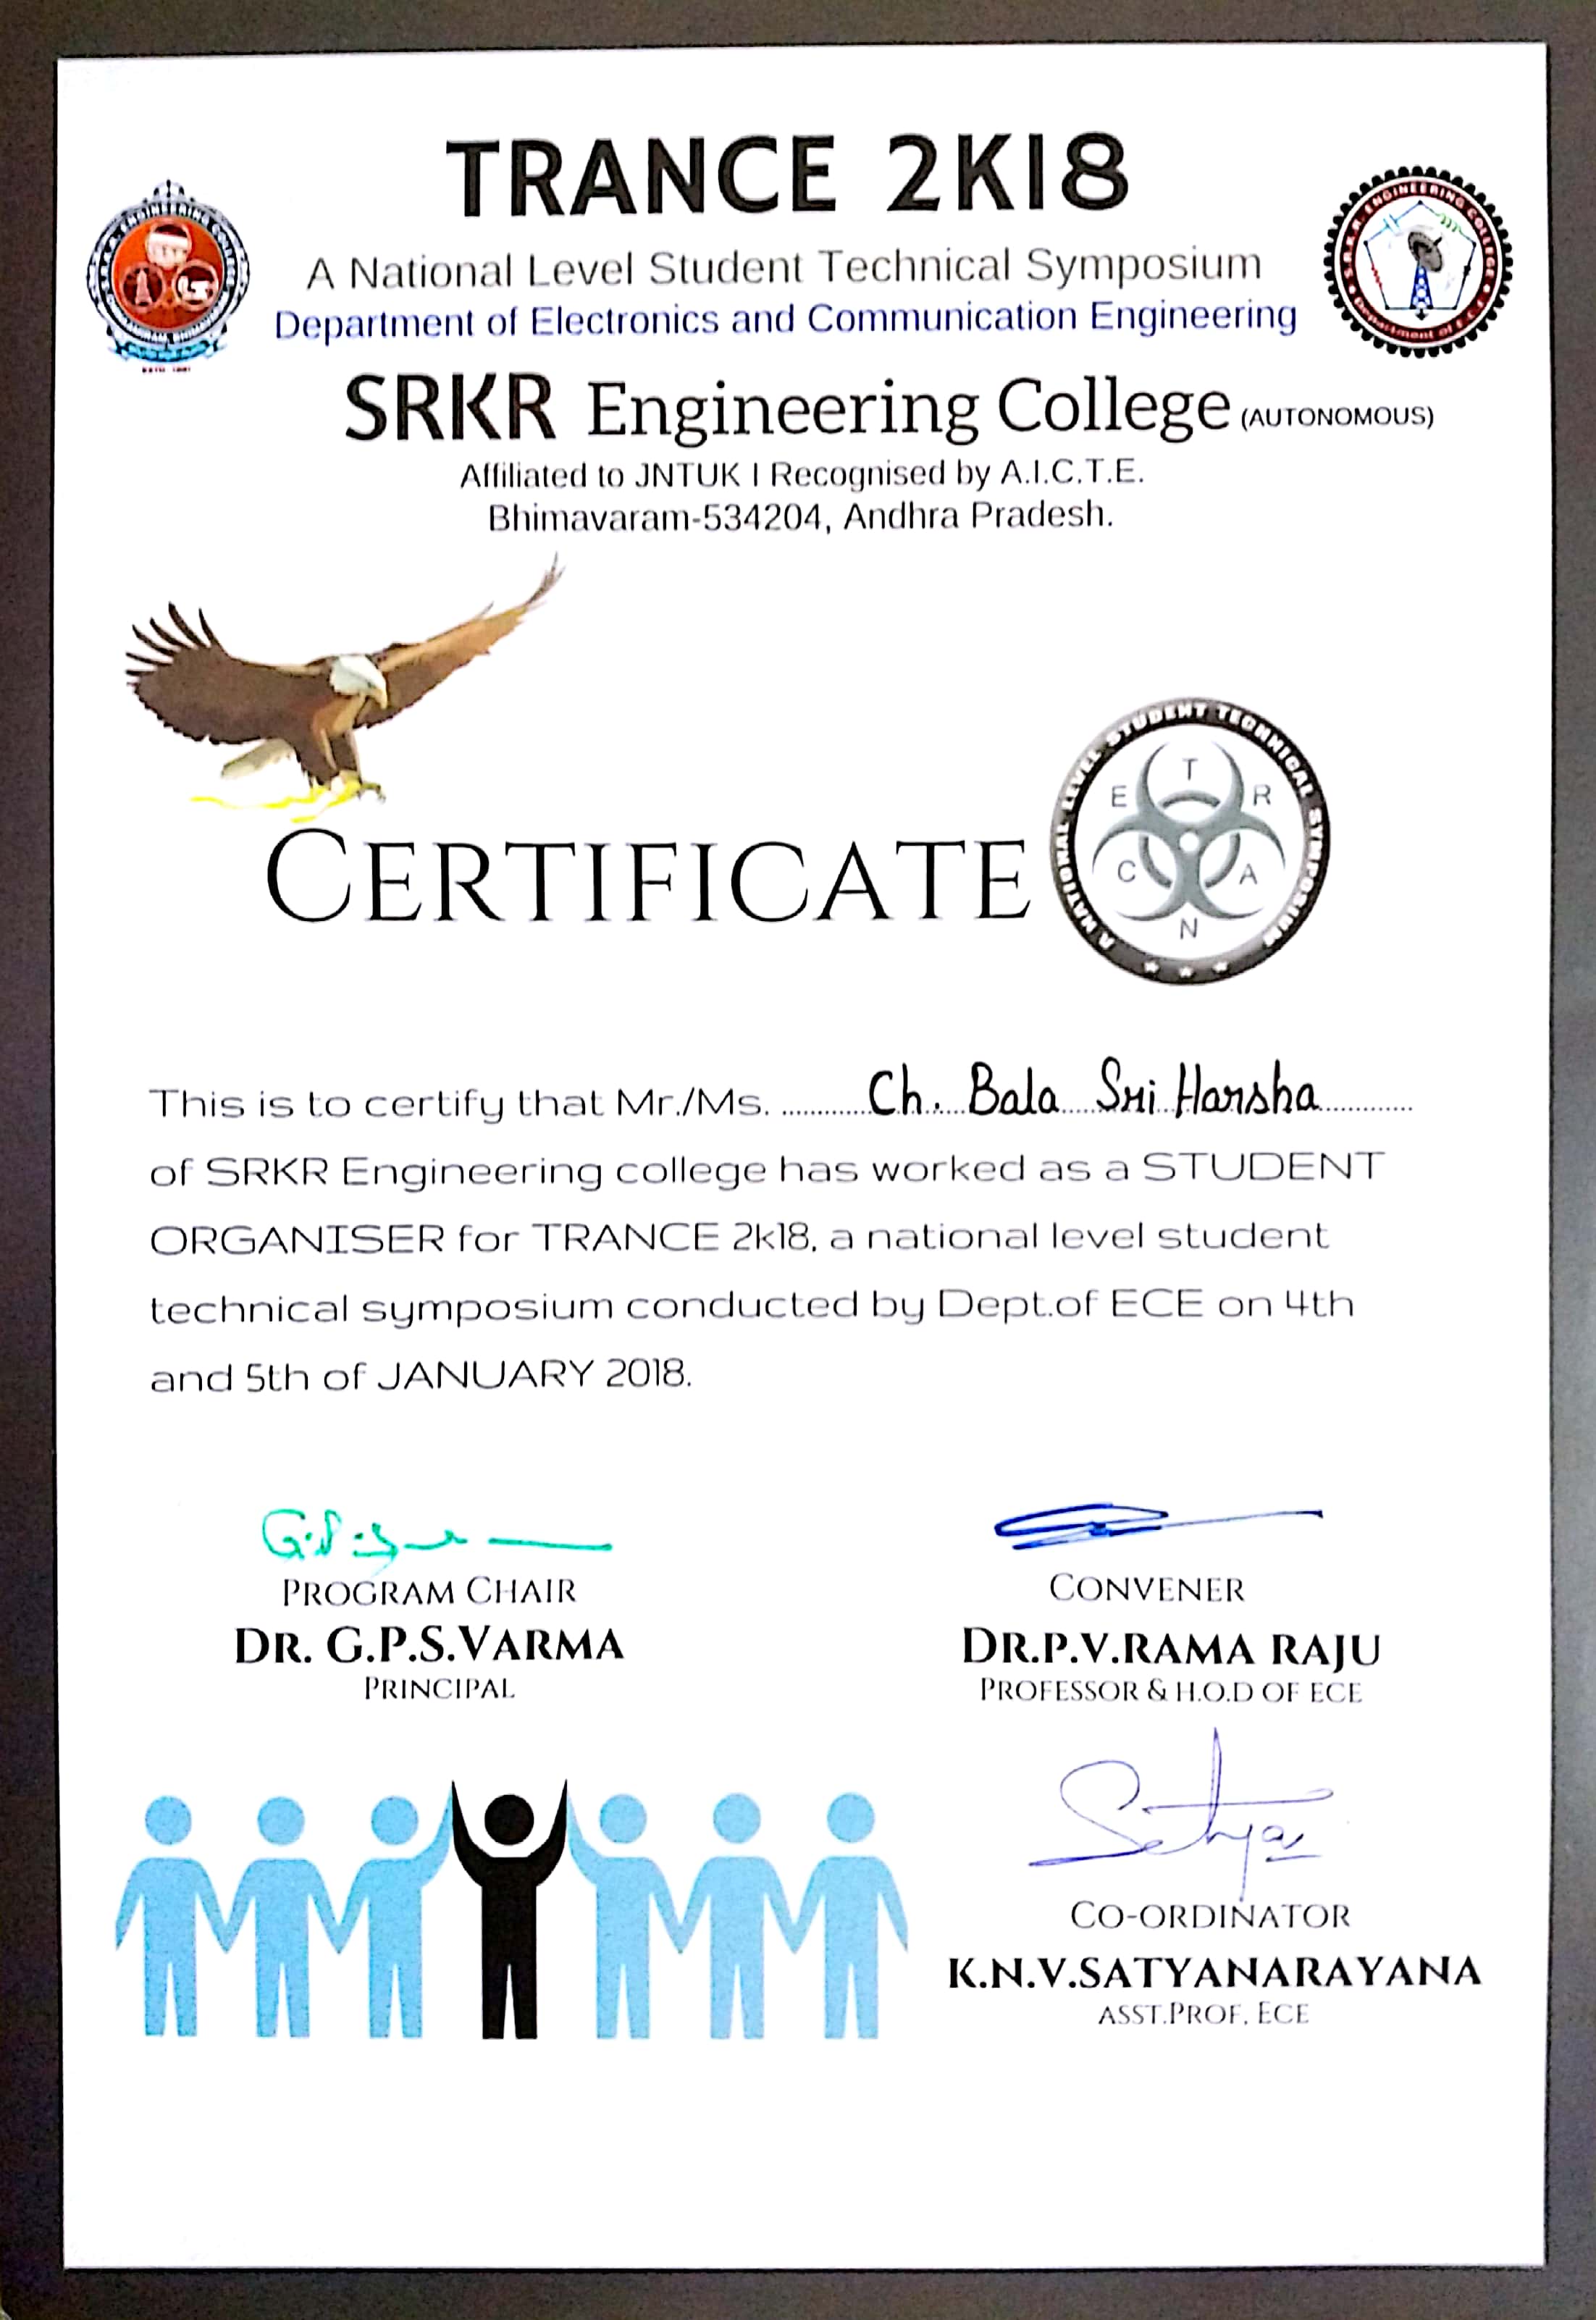 TRANCE 2K18
A National Level Student Technical Symposium
Department of Electronics and Communication Engineering
SRKR Engineering College (AUTONOMOUS)
Affiliated to JNTUK | Recognised by A.I.C.T.E.
Bhimavaram-534204, Andhra Pradesh.
S.R.K.R. ENGINEERING COLLEGE
Department of E.C.E
A NATIONAL LEVEL STUDENT TECHNICAL SYMPOSIUM
T R A N C E
CERTIFICATE
This is to certify that Mr./Ms. Ch. Bala Sri Harsha
of SRKR Engineering college has worked as a STUDENT
ORGANISER for TRANCE 2k18, a national level student
technical symposium conducted by Dept.of ECE on 4th
and 5th of JANUARY 2018.
PROGRAM CHAIR
DR. G.P.S.VARMA
PRINCIPAL
CONVENER
DR.P.V.RAMA RAJU
PROFESSOR & H.O.D OF ECE
Satya
CO-ORDINATOR
K.N.V.SATYANARAYANA
ASST.PROF, ECE